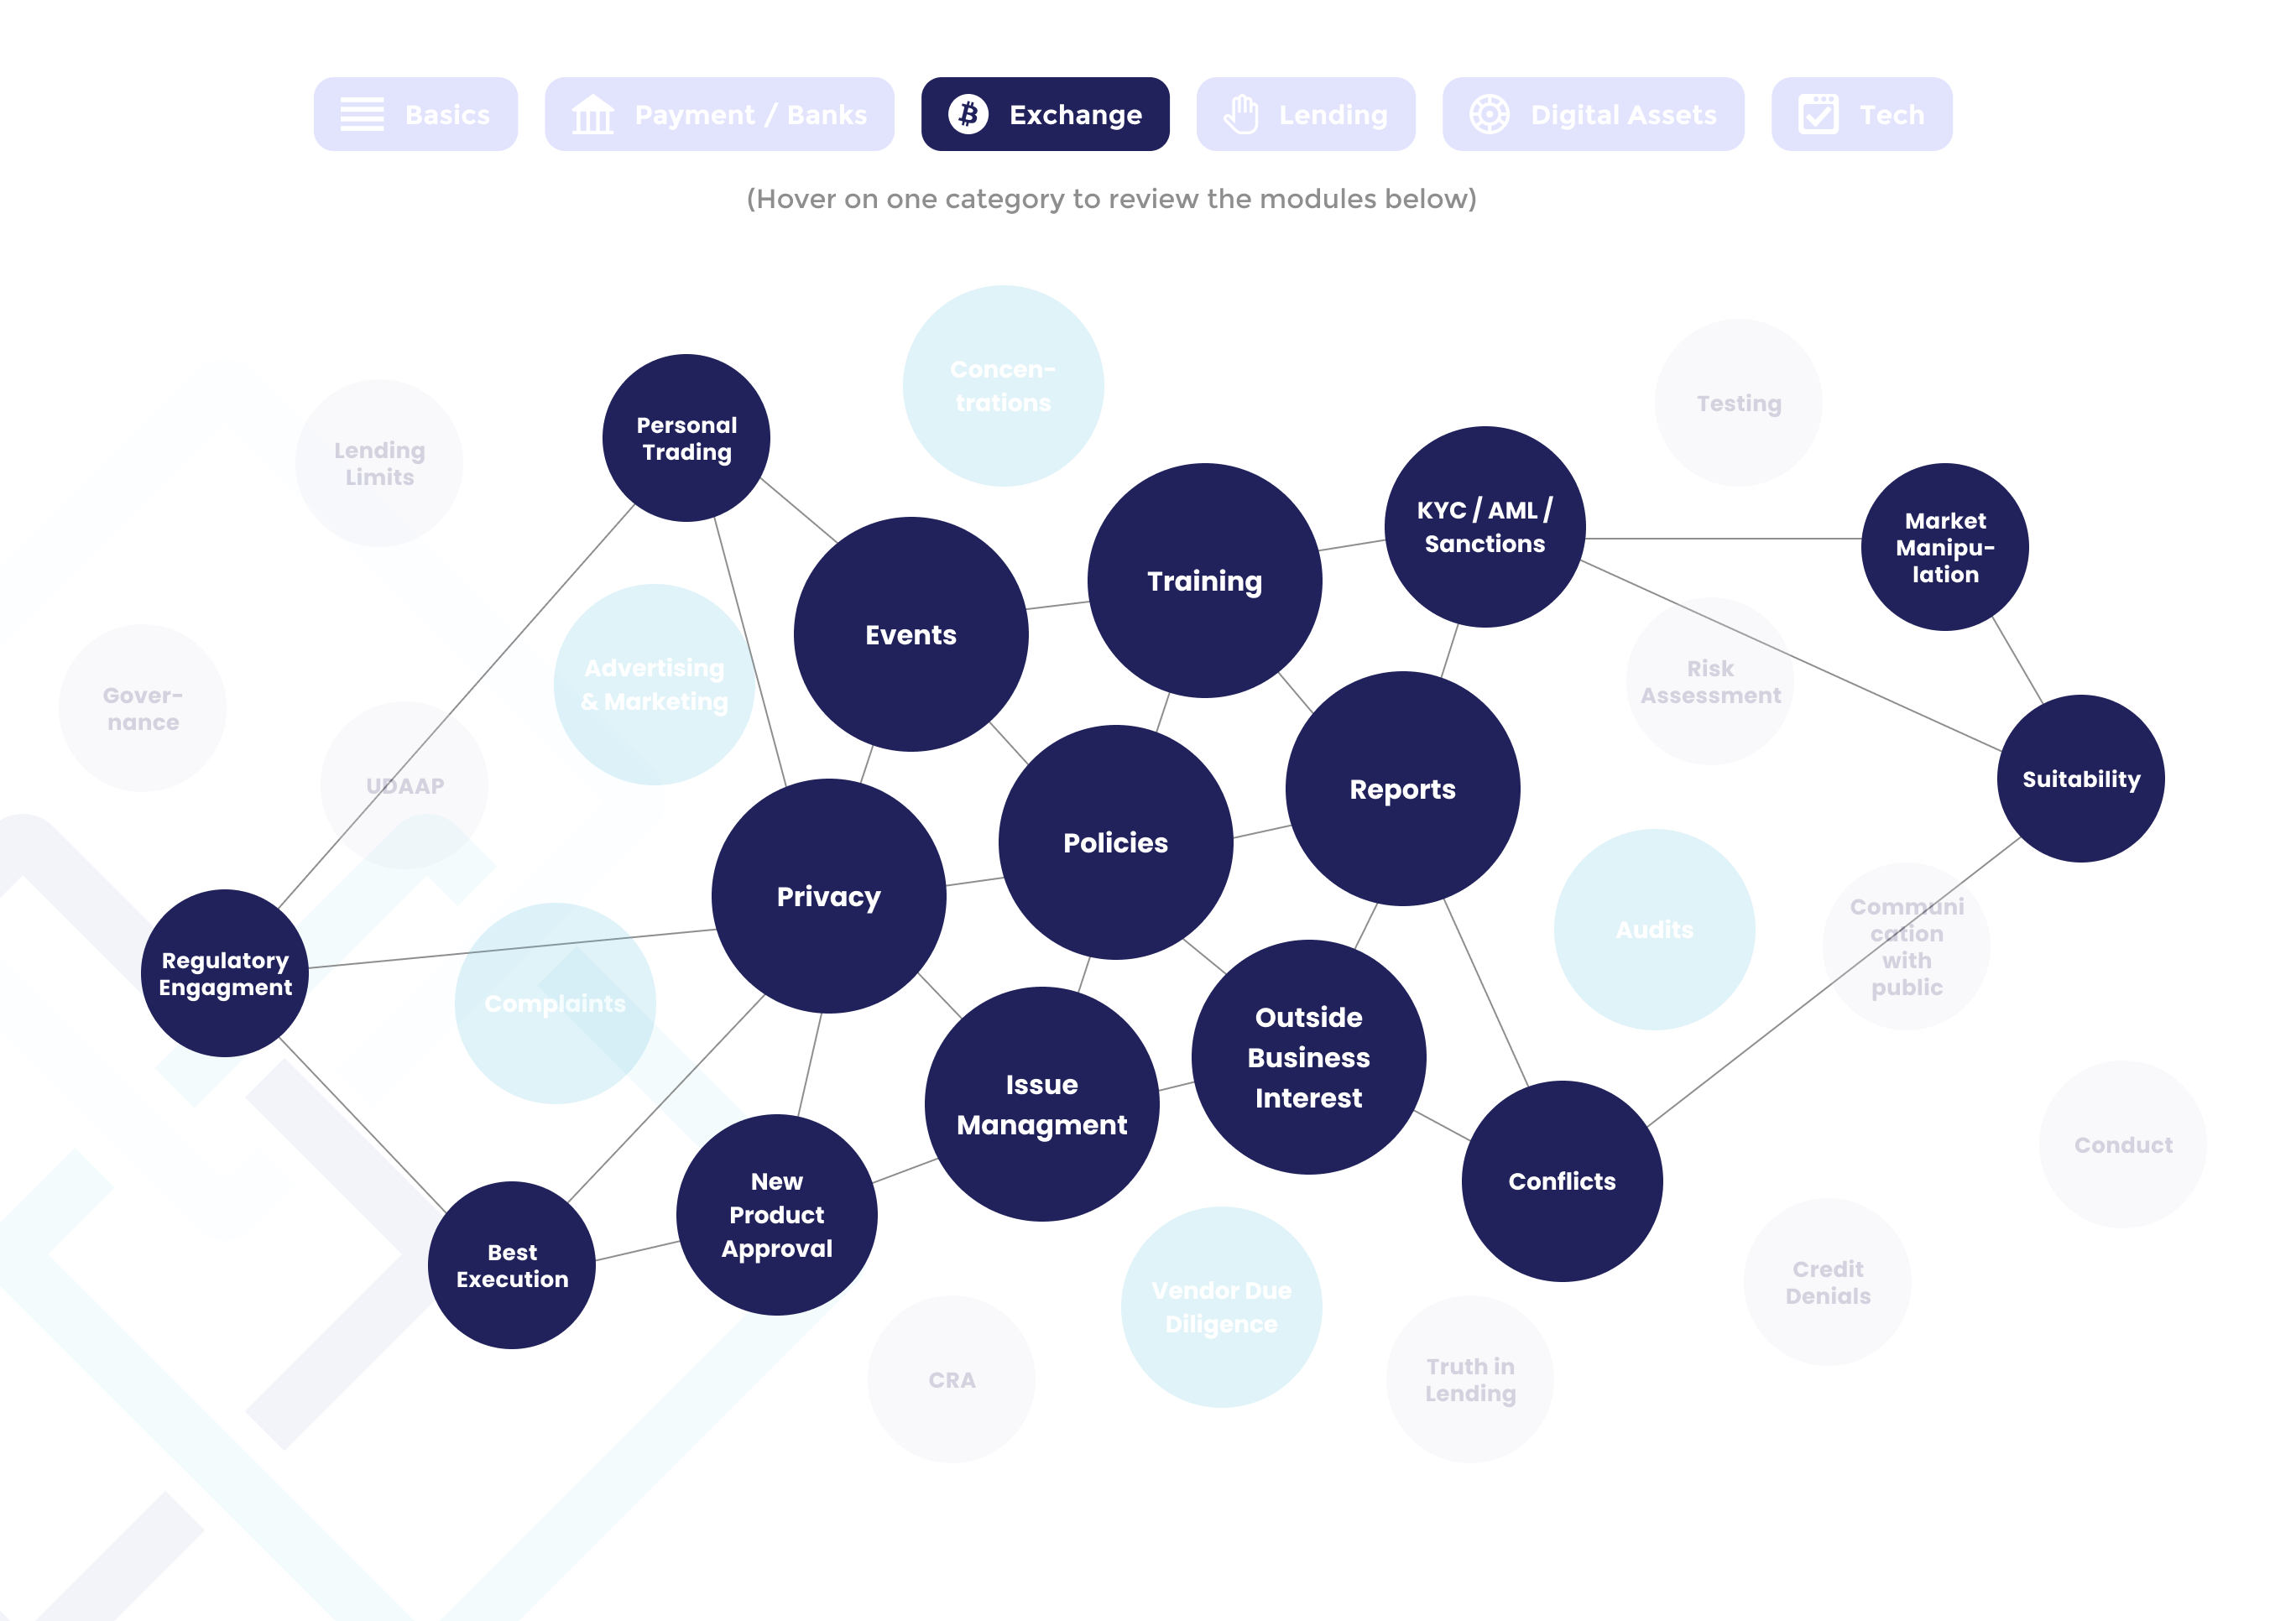 Basics
Payment / Banks
Exchange
Lending
Digital Assets
Tech
(Hover on one category to review the modules below)
Concen-
trations
Testing
Personal
Trading
Lending
Limits
KYC / AML /
Sanctions
Market
Manipu-
lation
Training
Events
Advertising
& Marketing
Risk
Assessment
Gover-
nance
UDAAP
Suitability
Reports
Policies
Privacy
Audits
Communi
cation
with
public
Regulatory
Engagment
Complaints
Outside
Business
Interest
Issue
Managment
Conduct
Conflicts
New
Product
Approval
Best
Execution
Credit
Denials
Vendor Due
Diligence
CRA
Truth in
Lending